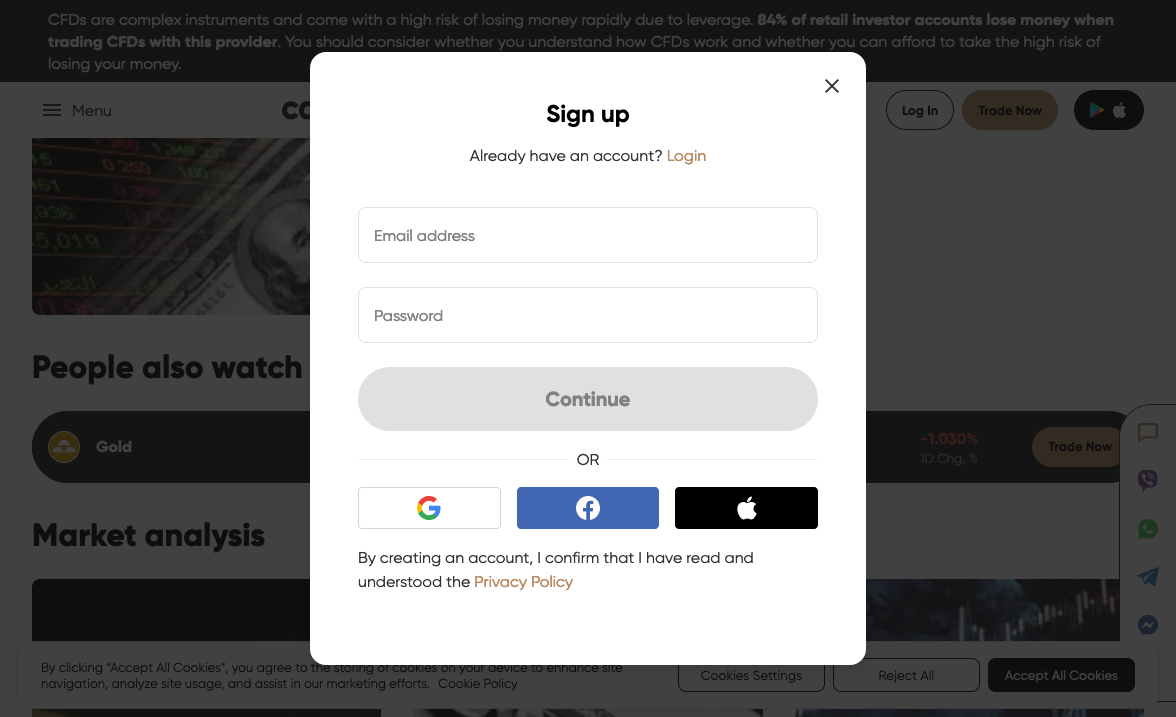 CFDs are complex instruments and come with a high risk of losing money rapidly due to leverage. 84% of retail investor accounts lose money when
trading CFDs with this provider. You should consider whether you understand how CFDs work and whether you can afford to take the high risk of
losing your money.
Menu
Log In
Trade Now
Sign up
Already have an account? Login
Email address
Password
Continue
OR
By creating an account, I confirm that I have read and
understood the Privacy Policy
People also watch
Gold
-1.030%
1D Chg, %
Trade Now
Market analysis
By clicking "Accept All Cookies", you agree to the storing of cookies on your device to enhance site
navigation, analyze site usage, and assist in our marketing efforts. Cookie Policy
Cookies Settings
Reject All
Accept All Cookies